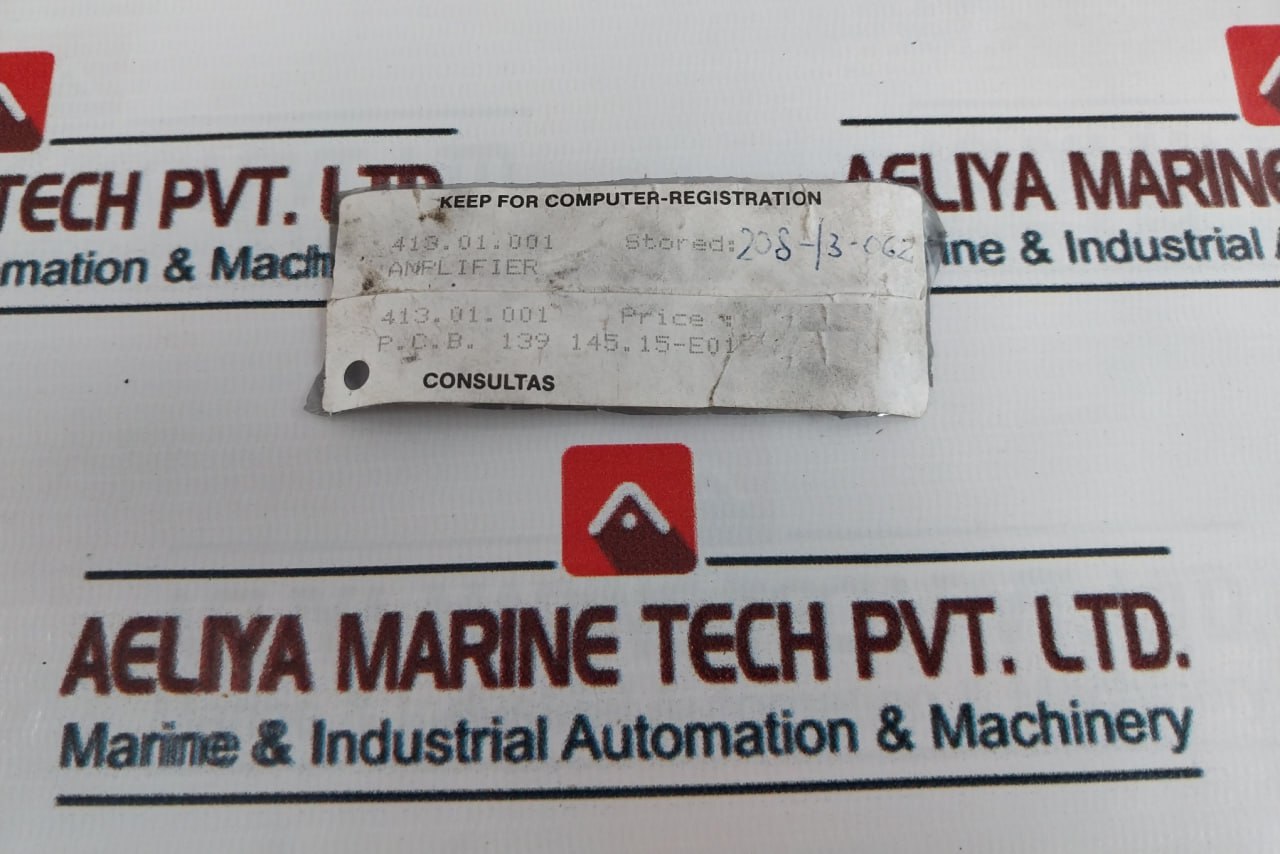 TECH PVT. LTD.
AELIYA MARINE
mation & Machin
ine & Industrial
KEEP FOR COMPUTER-REGISTRATION
413.01.001 Stored: 208-13-062
AMPLIFIER
413.01.001 Price :
P.C.B. 139 145.15-E01
CONSULTAS
AELIYA MARINE TECH PVT. LTD.
Marine & Industrial Automation & Machinery